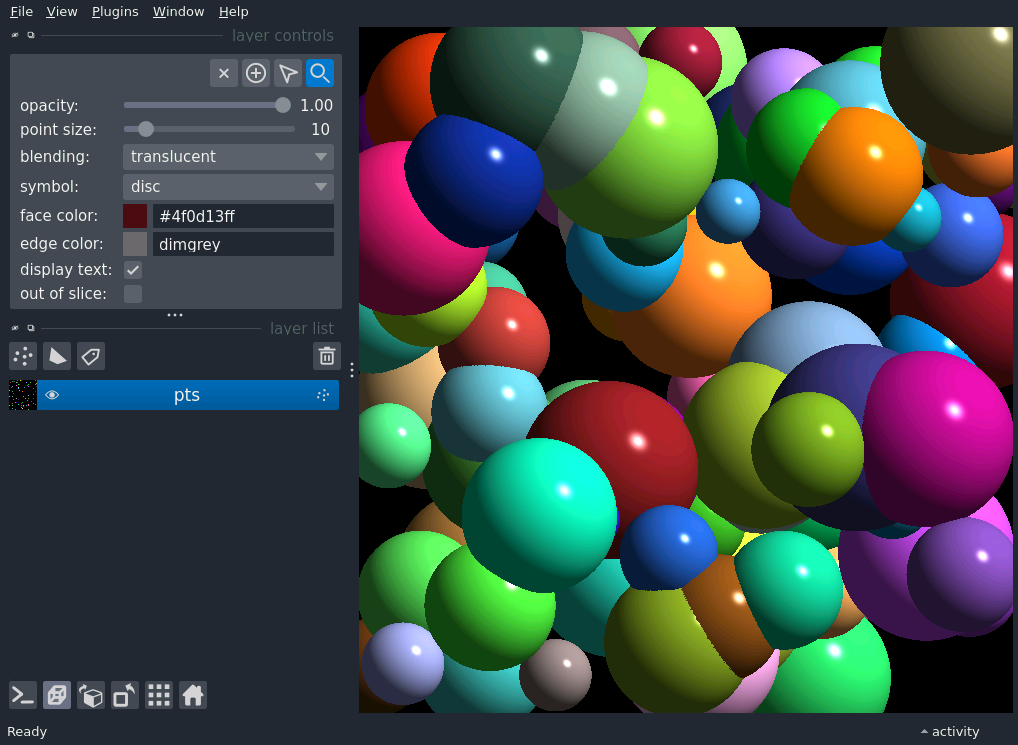 File View Plugins Window Help
layer controls
opacity: 1.00
point size: 10
blending: translucent
symbol: disc
face color: #4f0d13ff
edge color: dimgrey
display text:
out of slice:
layer list
pts
Ready activity